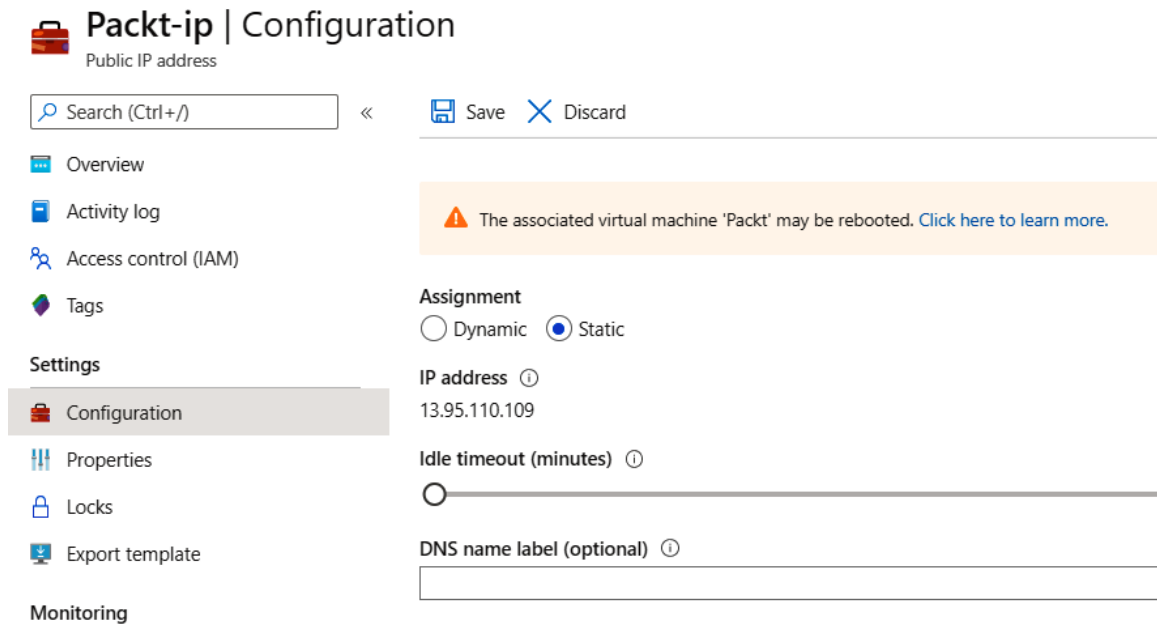 Packt-ip | Configuration
Public IP address
Search (Ctrl+/)
«
Overview
Activity log
Access control (IAM)
Tags
Settings
Configuration
Properties
Locks
Export template
Monitoring
Save Discard
The associated virtual machine 'Packt' may be rebooted. Click here to learn more.
Assignment
Dynamic Static
IP address
13.95.110.109
Idle timeout (minutes)
DNS name label (optional)